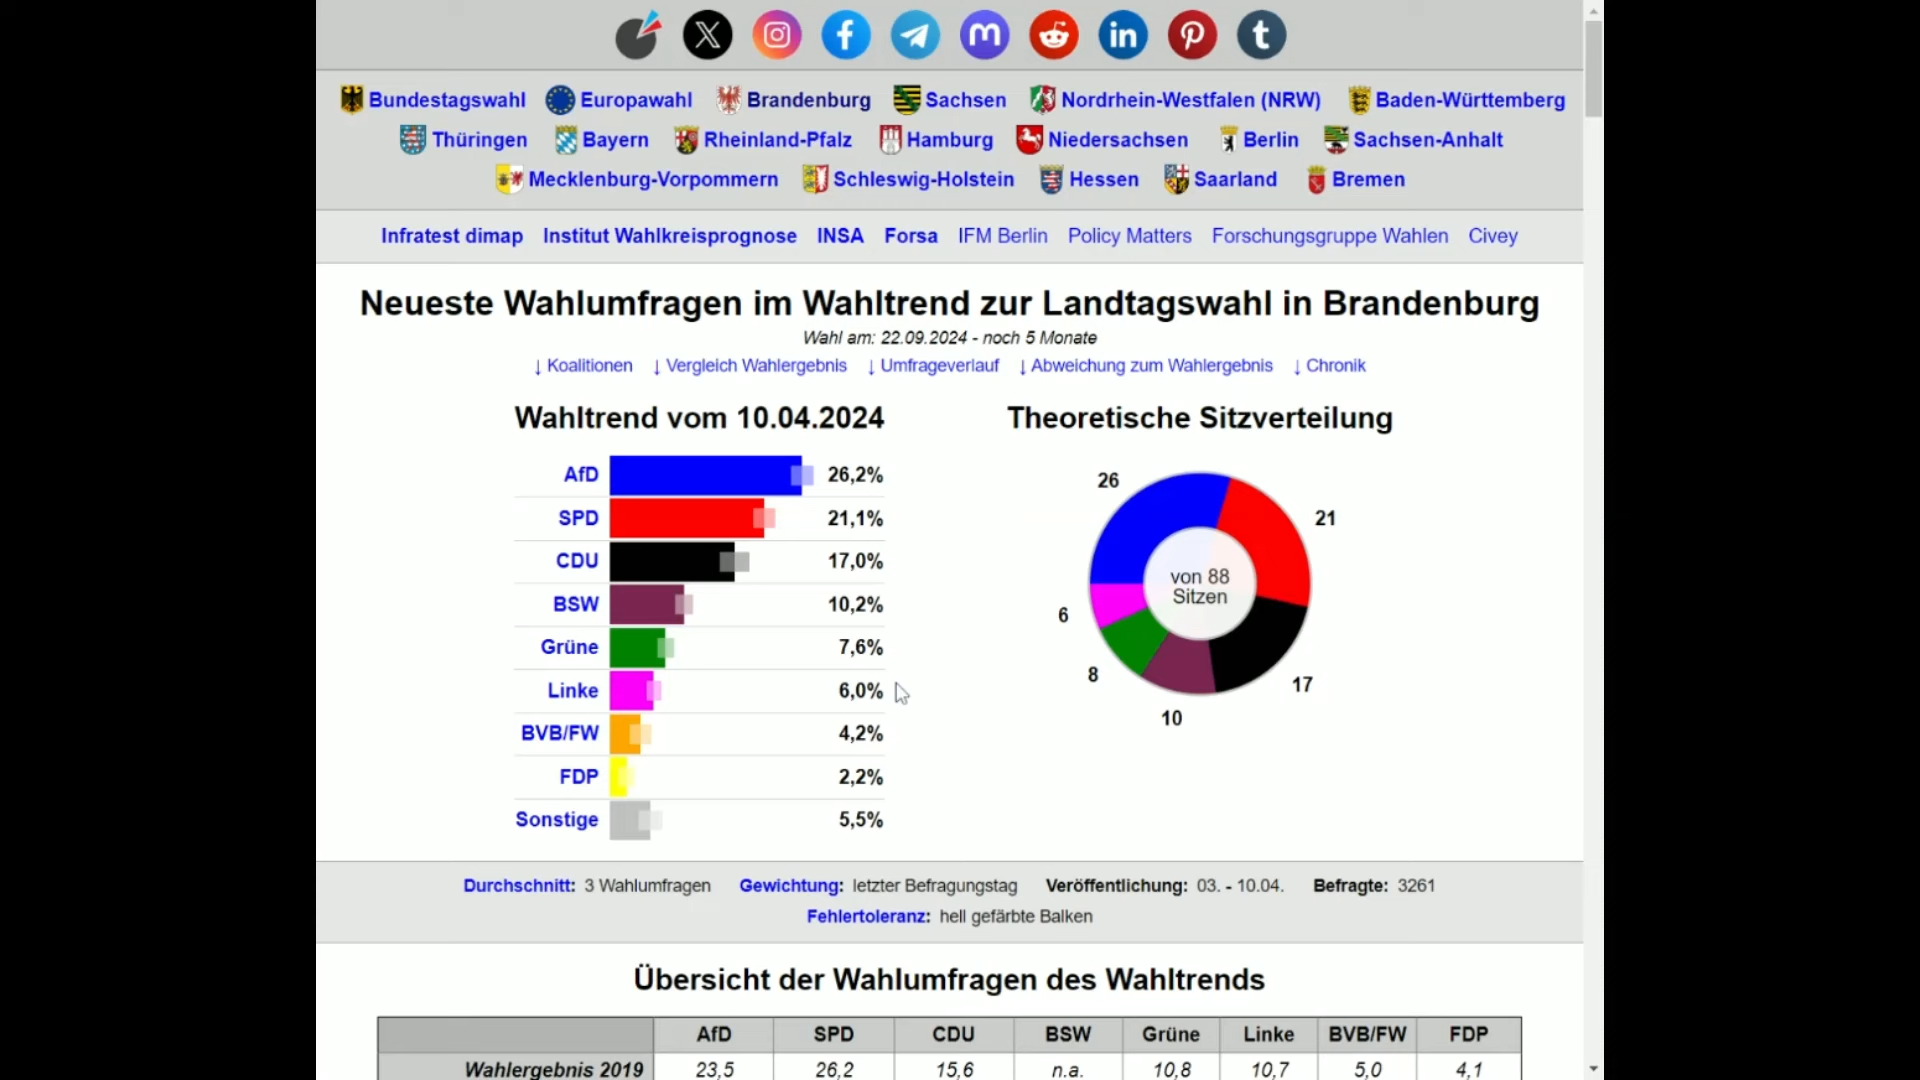 Bundestagswahl Europawahl Brandenburg Sachsen Nordrhein-Westfalen (NRW) Baden-Württemberg
Thüringen Bayern Rheinland-Pfalz Hamburg Niedersachsen Berlin Sachsen-Anhalt
Mecklenburg-Vorpommern Schleswig-Holstein Hessen Saarland Bremen
Infratest dimap Institut Wahlkreisprognose INSA Forsa IFM Berlin Policy Matters Forschungsgruppe Wahlen Civey
Neueste Wahlumfragen im Wahltrend zur Landtagswahl in Brandenburg
Wahl am: 22.09.2024 - noch 5 Monate
↓ Koalitionen ↓ Vergleich Wahlergebnis ↓ Umfrageverlauf ↓ Abweichung zum Wahlergebnis ↓ Chronik
Wahltrend vom 10.04.2024
AfD 26,2%
SPD 21,1%
CDU 17,0%
BSW 10,2%
Grüne 7,6%
Linke 6,0%
BVB/FW 4,2%
FDP 2,2%
Sonstige 5,5%
Theoretische Sitzverteilung
26
21
von 88
Sitzen
6
8
17
10
Durchschnitt: 3 Wahlumfragen Gewichtung: letzter Befragungstag Veröffentlichung: 03. - 10.04. Befragte: 3261
Fehlertoleranz: hell gefärbte Balken
Übersicht der Wahlumfragen des Wahltrends
AfD SPD CDU BSW Grüne Linke BVB/FW FDP
Wahlergebnis 2019 23,5 26,2 15,6 n.a. 10,8 10,7 5,0 4,1